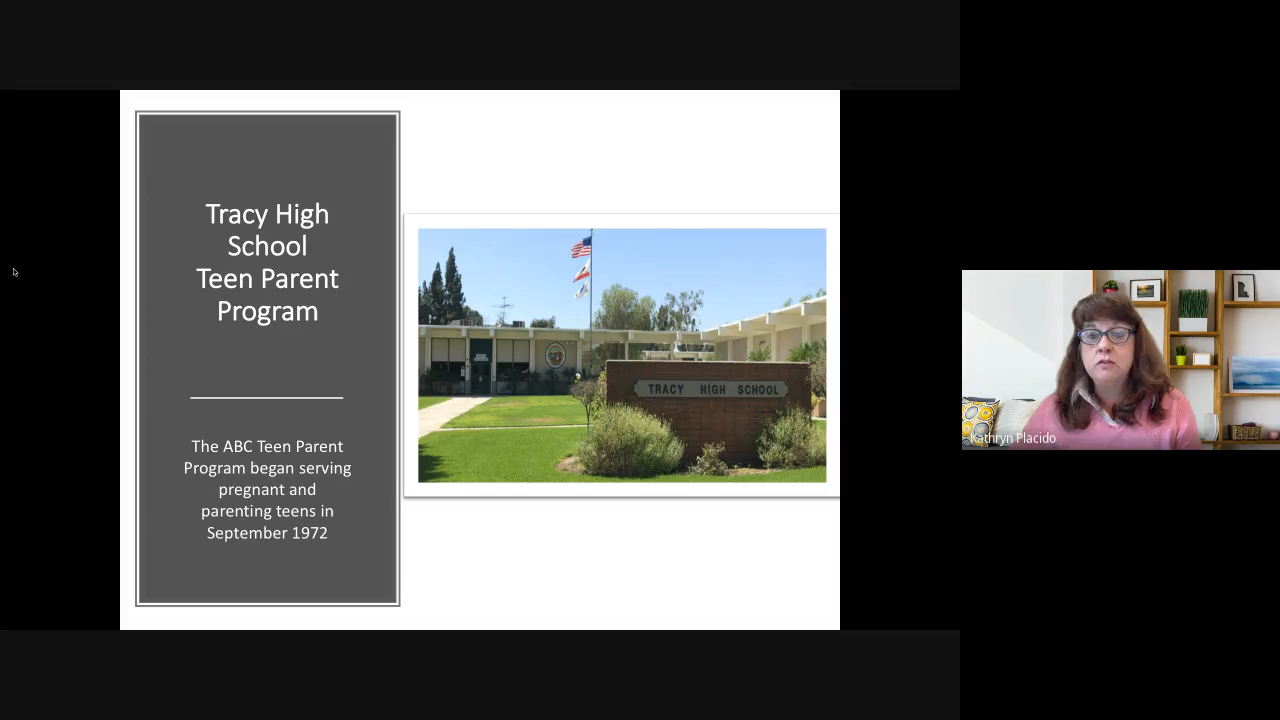 Tracy High
School
Teen Parent
Program
The ABC Teen Parent
Program began serving
pregnant and
parenting teens in
September 1972
TRACY HIGH SCHOOL
Kathryn Placido